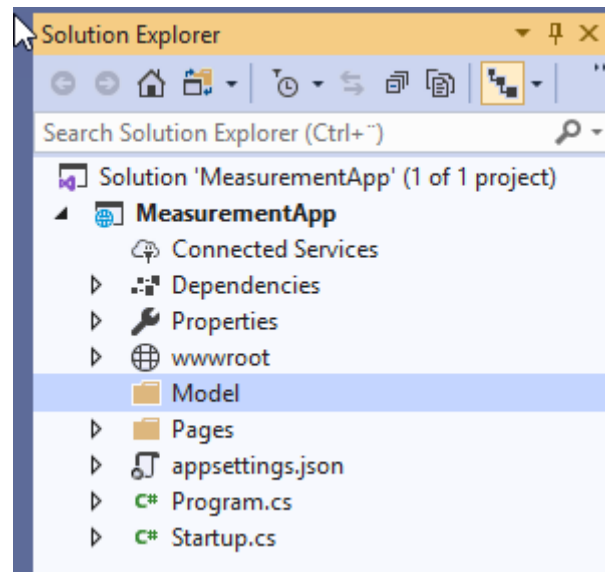 Solution Explorer
Search Solution Explorer (Ctrl+¨)
Solution 'MeasurementApp' (1 of 1 project)
MeasurementApp
Connected Services
Dependencies
Properties
wwwroot
Model
Pages
appsettings.json
C# Program.cs
C# Startup.cs